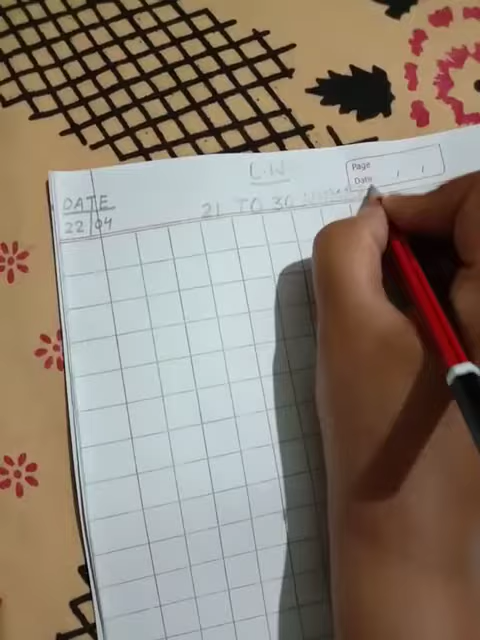 C.W
Page
Date / /
DATE
22/04
21 TO 30